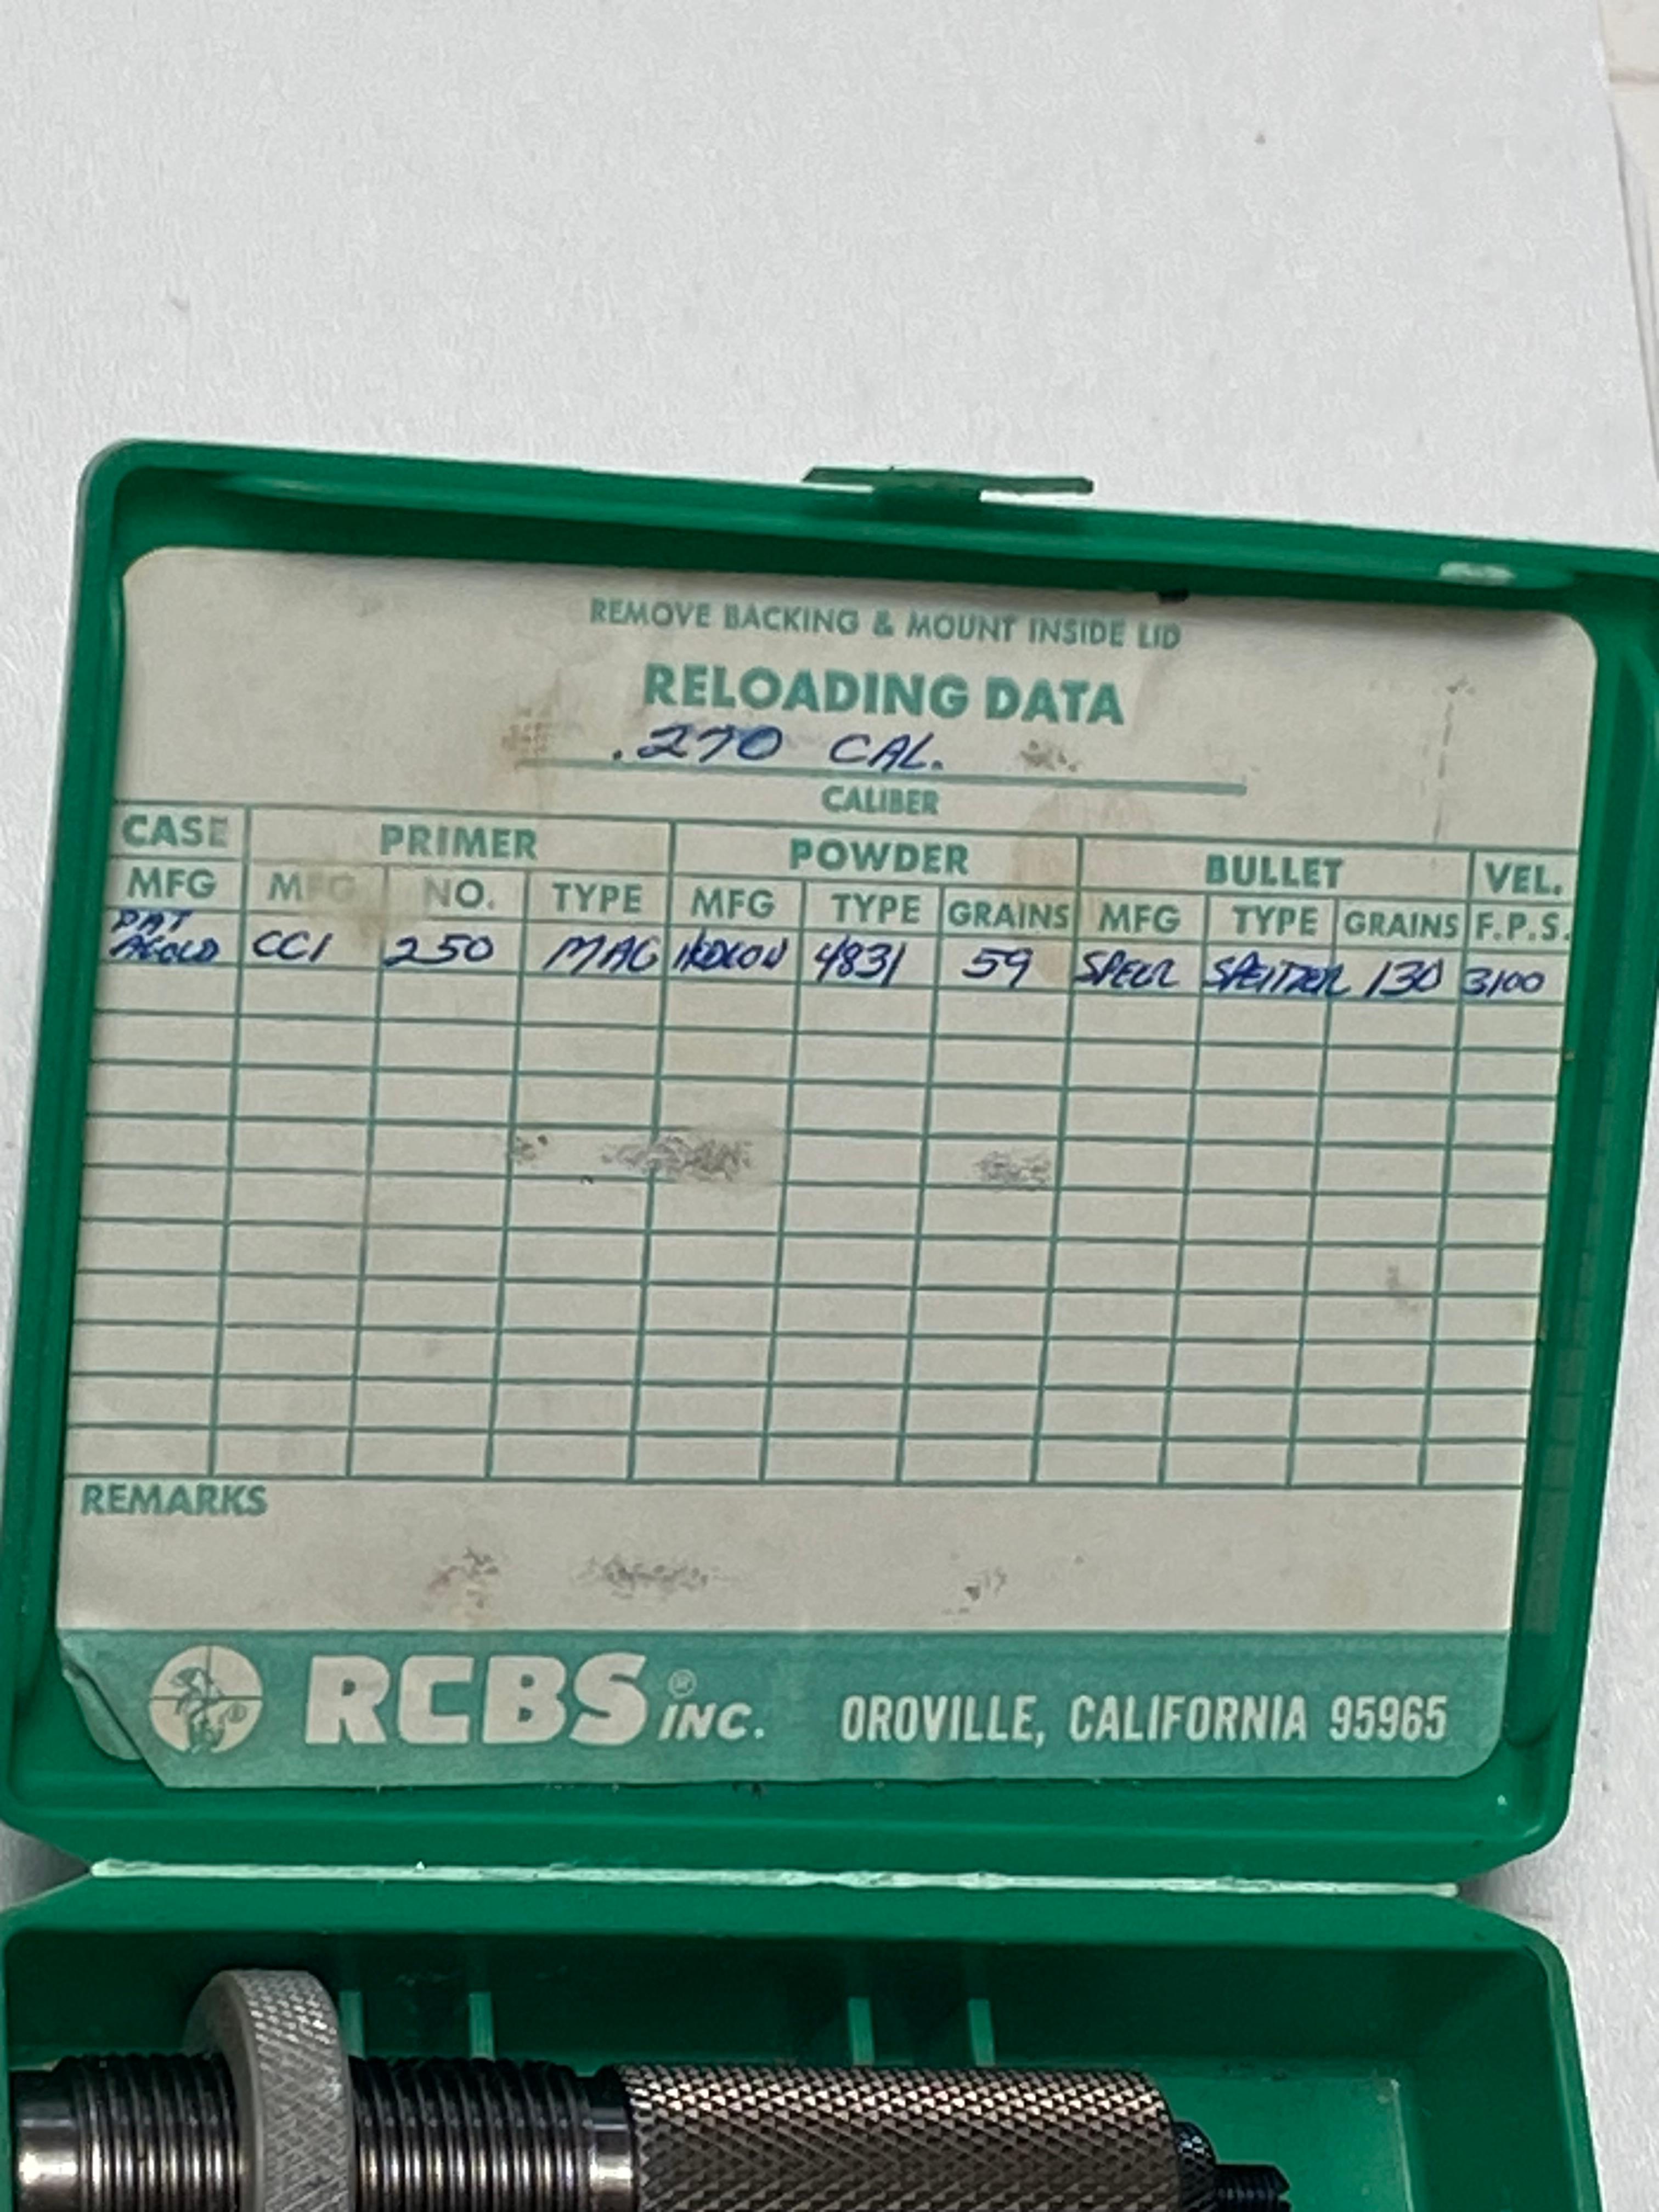 REMOVE BACKING & MOUNT INSIDE LID
RELOADING DATA
.270 CAL.
CALIBER
CASE PRIMER POWDER BULLET VEL.
MFG MFG NO. TYPE MFG TYPE GRAINS MFG TYPE GRAINS F.P.S.
CCI 250 MAG 4831 59 SPEER SPEITZER 130 3100
REMARKS
RCBS ® INC. OROVILLE, CALIFORNIA 95965